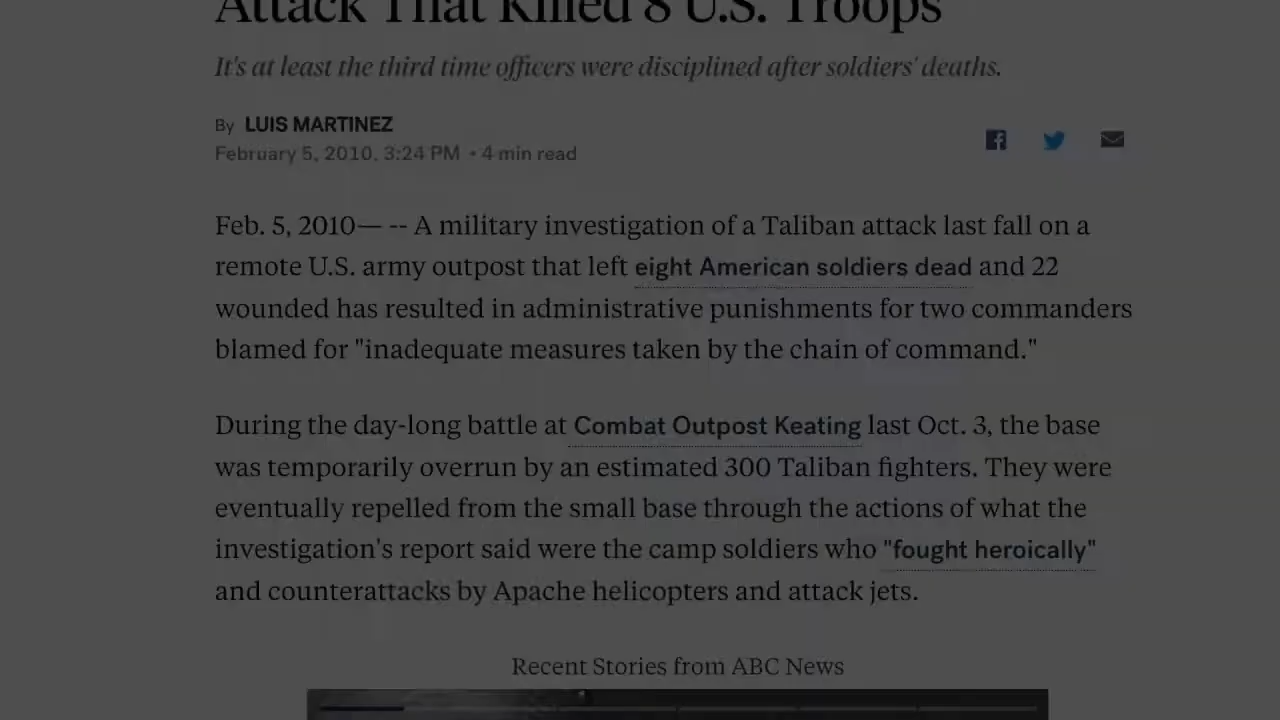 Attack That Killed 8 U.S. Troops
It's at least the third time officers were disciplined after soldiers' deaths.
By LUIS MARTINEZ
February 5, 2010, 3:24 PM • 4 min read
Feb. 5, 2010— -- A military investigation of a Taliban attack last fall on a
remote U.S. army outpost that left eight American soldiers dead and 22
wounded has resulted in administrative punishments for two commanders
blamed for "inadequate measures taken by the chain of command."
During the day-long battle at Combat Outpost Keating last Oct. 3, the base
was temporarily overrun by an estimated 300 Taliban fighters. They were
eventually repelled from the small base through the actions of what the
investigation's report said were the camp soldiers who "fought heroically"
and counterattacks by Apache helicopters and attack jets.
Recent Stories from ABC News